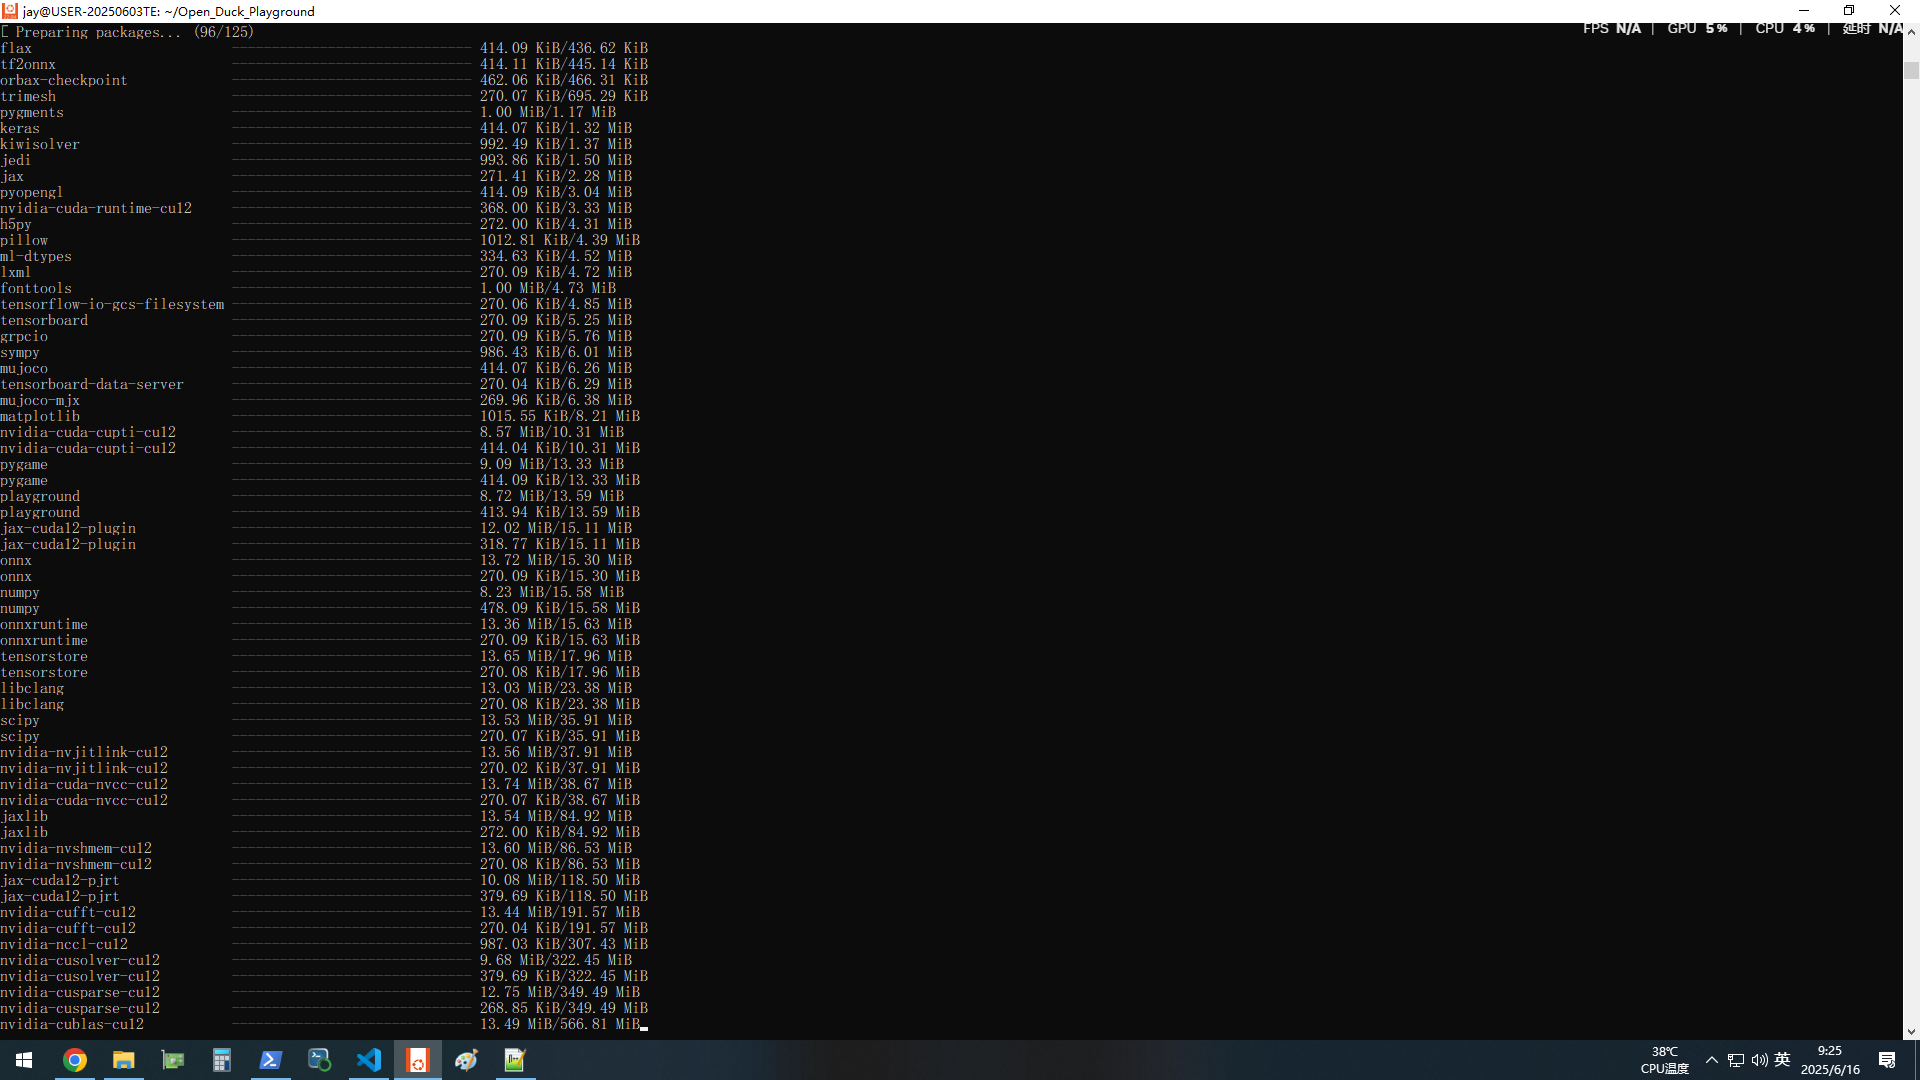 jay@USER-20250603TE: ~/Open_Duck_Playground
FPS N/A | GPU 5% | CPU 4% | 延时 N/A
Preparing packages... (96/125)
flax 414.09 KiB/436.62 KiB
tf2onnx 414.11 KiB/445.14 KiB
orbax-checkpoint 462.06 KiB/466.31 KiB
trimesh 270.07 KiB/695.29 KiB
pygments 1.00 MiB/1.17 MiB
keras 414.07 KiB/1.32 MiB
kiwisolver 992.49 KiB/1.37 MiB
jedi 993.86 KiB/1.50 MiB
jax 271.41 KiB/2.28 MiB
pyopengl 414.09 KiB/3.04 MiB
nvidia-cuda-runtime-cu12 368.00 KiB/3.33 MiB
h5py 272.00 KiB/4.31 MiB
pillow 1012.81 KiB/4.39 MiB
ml-dtypes 334.63 KiB/4.52 MiB
lxml 270.09 KiB/4.72 MiB
fonttools 1.00 MiB/4.73 MiB
tensorflow-io-gcs-filesystem 270.06 KiB/4.85 MiB
tensorboard 270.09 KiB/5.25 MiB
grpcio 270.09 KiB/5.76 MiB
sympy 986.43 KiB/6.01 MiB
mujoco 414.07 KiB/6.26 MiB
tensorboard-data-server 270.04 KiB/6.29 MiB
mujoco-mjx 269.96 KiB/6.38 MiB
matplotlib 1015.55 KiB/8.21 MiB
nvidia-cuda-cupti-cu12 8.57 MiB/10.31 MiB
nvidia-cuda-cupti-cu12 414.04 KiB/10.31 MiB
pygame 9.09 MiB/13.33 MiB
pygame 414.09 KiB/13.33 MiB
playground 8.72 MiB/13.59 MiB
playground 413.94 KiB/13.59 MiB
jax-cuda12-plugin 12.02 MiB/15.11 MiB
jax-cuda12-plugin 318.77 KiB/15.11 MiB
onnx 13.72 MiB/15.30 MiB
onnx 270.09 KiB/15.30 MiB
numpy 8.23 MiB/15.58 MiB
numpy 478.09 KiB/15.58 MiB
onnxruntime 13.36 MiB/15.63 MiB
onnxruntime 270.09 KiB/15.63 MiB
tensorstore 13.65 MiB/17.96 MiB
tensorstore 270.08 KiB/17.96 MiB
libclang 13.03 MiB/23.38 MiB
libclang 270.08 KiB/23.38 MiB
scipy 13.53 MiB/35.91 MiB
scipy 270.07 KiB/35.91 MiB
nvidia-nvjitlink-cu12 13.56 MiB/37.91 MiB
nvidia-nvjitlink-cu12 270.02 KiB/37.91 MiB
nvidia-cuda-nvcc-cu12 13.74 MiB/38.67 MiB
nvidia-cuda-nvcc-cu12 270.07 KiB/38.67 MiB
jaxlib 13.54 MiB/84.92 MiB
jaxlib 272.00 KiB/84.92 MiB
nvidia-nvshmem-cu12 13.60 MiB/86.53 MiB
nvidia-nvshmem-cu12 270.08 KiB/86.53 MiB
jax-cuda12-pjrt 10.08 MiB/118.50 MiB
jax-cuda12-pjrt 379.69 KiB/118.50 MiB
nvidia-cufft-cu12 13.44 MiB/191.57 MiB
nvidia-cufft-cu12 270.04 KiB/191.57 MiB
nvidia-nccl-cu12 987.03 KiB/307.43 MiB
nvidia-cusolver-cu12 9.68 MiB/322.45 MiB
nvidia-cusolver-cu12 379.69 KiB/322.45 MiB
nvidia-cusparse-cu12 12.75 MiB/349.49 MiB
nvidia-cusparse-cu12 268.85 KiB/349.49 MiB
nvidia-cublas-cu12 13.49 MiB/566.81 MiB
38℃
CPU温度
英
9:25
2025/6/16